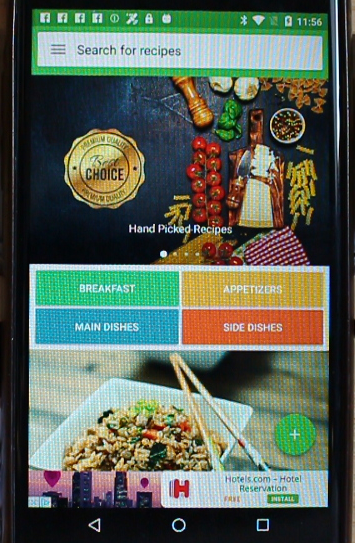 11:56
Search for recipes
PREMIUM QUALITY
Best
CHOICE
PREMIUM QUALITY
Hand Picked Recipes
BREAKFAST
APPETIZERS
MAIN DISHES
SIDE DISHES
Hotels.com – Hotel
Reservation
FREE
INSTALL